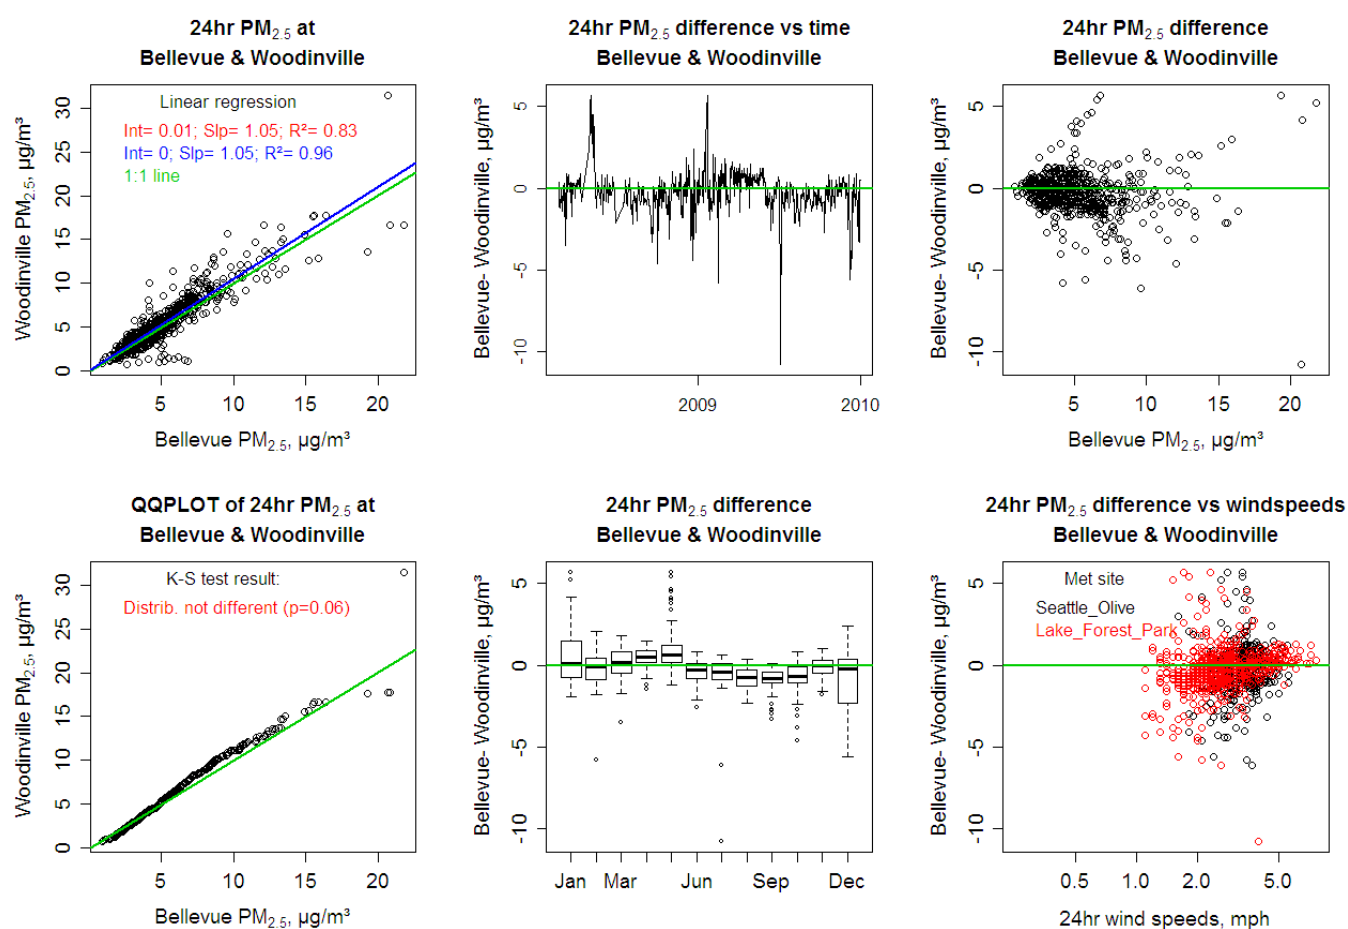 24hr PM2.5 at
Bellevue & Woodinville
Linear regression
Int= 0.01; Slp= 1.05; R²= 0.83
Int= 0; Slp= 1.05; R²= 0.96
1:1 line
Woodinville PM2.5, µg/m³
0 5 10 15 20 25 30
5 10 15 20
Bellevue PM2.5, µg/m³
24hr PM2.5 difference vs time
Bellevue & Woodinville
Bellevue- Woodinville, µg/m³
-10 -5 0 5
2009 2010
24hr PM2.5 difference
Bellevue & Woodinville
Bellevue- Woodinville, µg/m³
-10 -5 0 5
5 10 15 20
Bellevue PM2.5, µg/m³
QQPLOT of 24hr PM2.5 at
Bellevue & Woodinville
K-S test result:
Distrib. not different (p=0.06)
Woodinville PM2.5, µg/m³
0 5 10 15 20 25 30
5 10 15 20
Bellevue PM2.5, µg/m³
24hr PM2.5 difference
Bellevue & Woodinville
Bellevue- Woodinville, µg/m³
-10 -5 0 5
Jan Mar Jun Sep Dec
24hr PM2.5 difference vs windspeeds
Bellevue & Woodinville
Met site
Seattle_Olive
Lake_Forest_Park
Bellevue- Woodinville, µg/m³
-10 -5 0 5
0.5 1.0 2.0 5.0
24hr wind speeds, mph